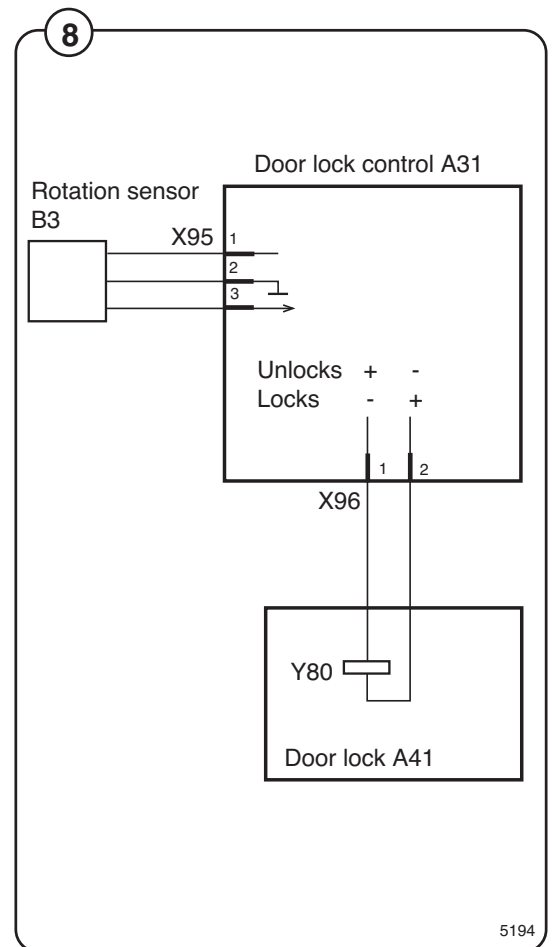 8
Door lock control A31
Rotation sensor
B3
X95
1
2
3
Unlocks + -
Locks - +
1 2
X96
Y80
Door lock A41
5194